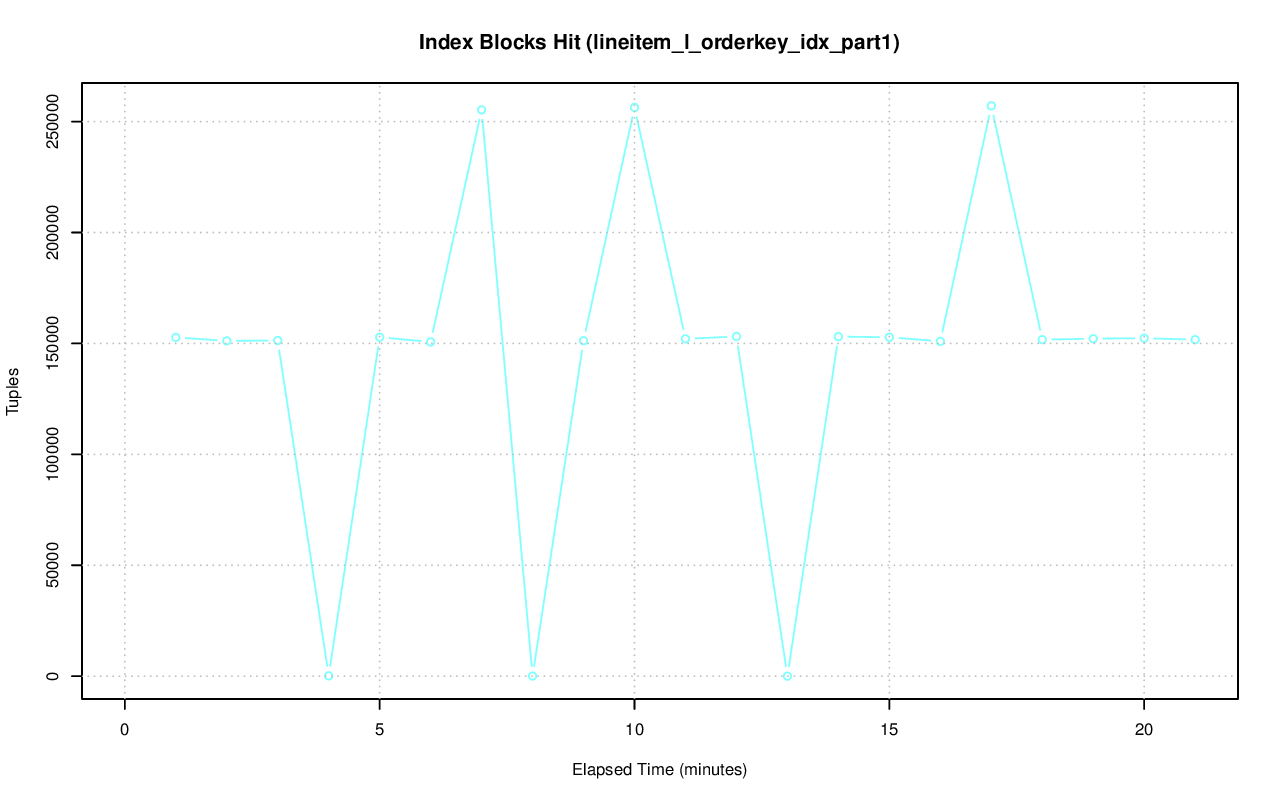 Index Blocks Hit (lineitem_l_orderkey_idx_part1)
Tuples
250000
200000
150000
100000
50000
0
0 5 10 15 20
Elapsed Time (minutes)